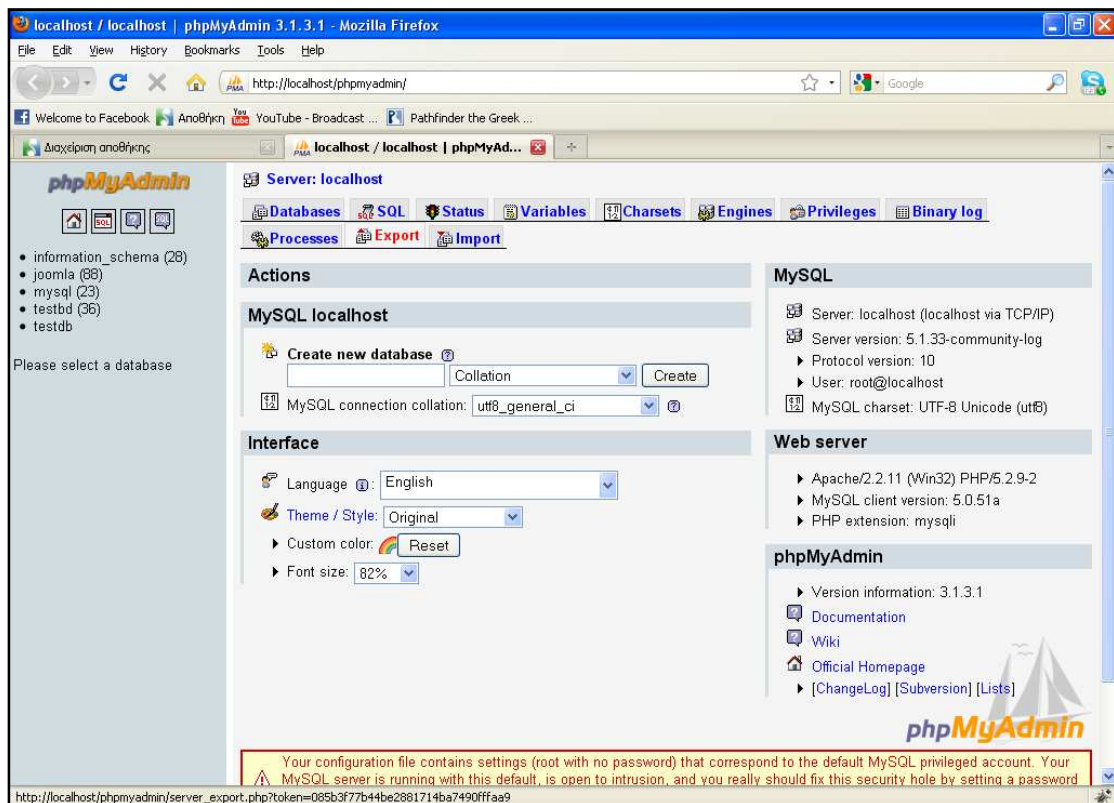 localhost / localhost | phpMyAdmin 3.1.3.1 - Mozilla Firefox
File Edit View History Bookmarks Tools Help
http://localhost/phpmyadmin/
Google
Welcome to Facebook Αποθήκη YouTube - Broadcast ... Pathfinder the Greek ...
Διαχείριση αποθήκης
localhost / localhost | phpMyAd...
phpMyAdmin
SQL
information_schema (28)
joomla (88)
mysql (23)
testbd (36)
testdb
Please select a database
Server: localhost
Databases SQL Status Variables Charsets Engines Privileges Binary log
Processes Export Import
Actions
MySQL localhost
Create new database
Collation Create
MySQL connection collation: utf8_general_ci
Interface
Language : English
Theme / Style: Original
Custom color: Reset
Font size: 82%
MySQL
Server: localhost (localhost via TCP/IP)
Server version: 5.1.33-community-log
Protocol version: 10
User: root@localhost
MySQL charset: UTF-8 Unicode (utf8)
Web server
Apache/2.2.11 (Win32) PHP/5.2.9-2
MySQL client version: 5.0.51a
PHP extension: mysqli
phpMyAdmin
Version information: 3.1.3.1
Documentation
Wiki
Official Homepage
[ChangeLog] [Subversion] [Lists]
phpMyAdmin
Your configuration file contains settings (root with no password) that correspond to the default MySQL privileged account. Your
MySQL server is running with this default, is open to intrusion, and you really should fix this security hole by setting a password
http://localhost/phpmyadmin/server_export.php?token=085b3f77b44be2881714ba7490fffaa9